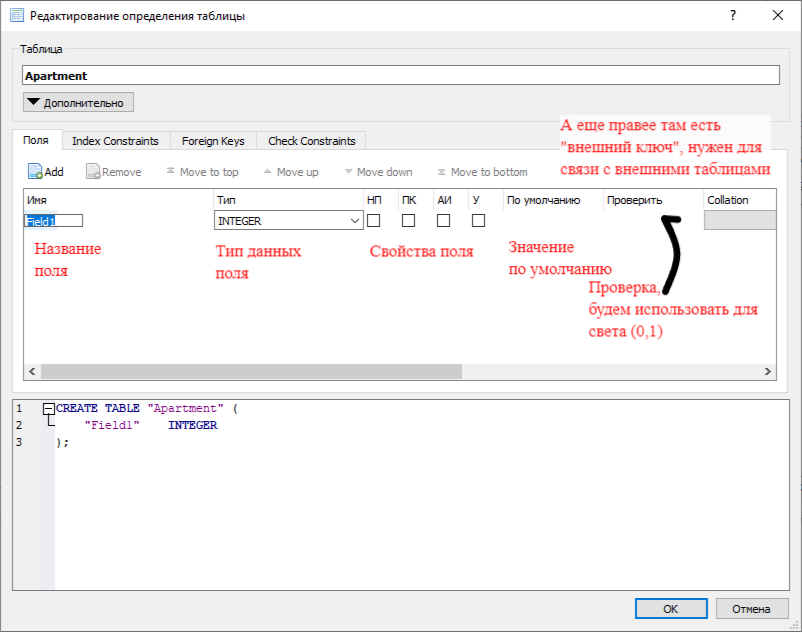 Редактирование определения таблицы
?
Таблица
Apartment
Дополнительно
Поля
Index Constraints
Foreign Keys
Check Constraints
А еще правее там есть
"внешний ключ", нужен для
связи с внешними таблицами
Add
Remove
Move to top
Move up
Move down
Move to bottom
Имя
Тип
НП
ПК
АИ
У
По умолчанию
Проверить
Collation
Field1
INTEGER
Название
поля
Тип данных
поля
Свойства поля
Значение
по умолчанию
Проверка,
будем использовать для
света (0,1)
1 CREATE TABLE "Apartment" (
2 "Field1" INTEGER
3 );
OK
Отмена